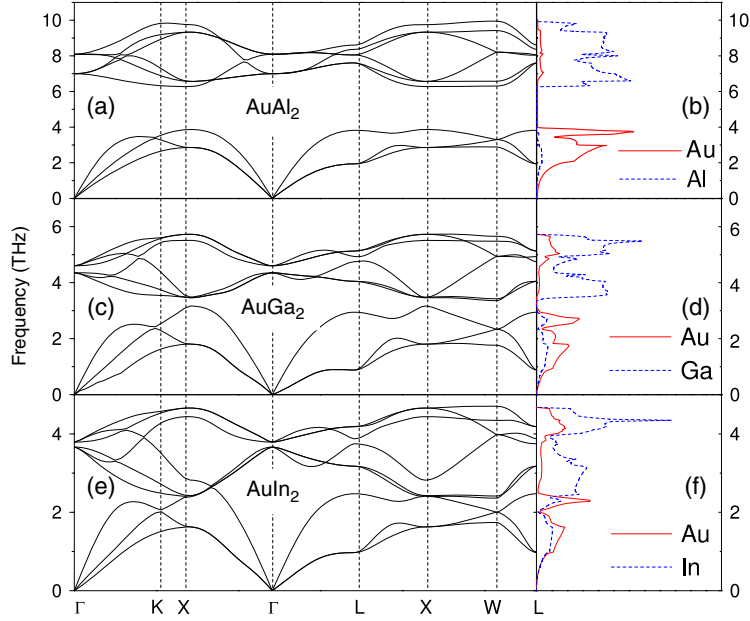 10 10
8 8
6 6
(a) AuAl₂ (b)
4 4
Au
2 2
Al
0 0
6 6
4 4
Frequency (THz)
(c) AuGa₂ (d)
2 2
Au
Ga
0 0
4 4
(e) AuIn₂ (f)
2 2
Au
In
0 0
Γ K X Γ L X W L